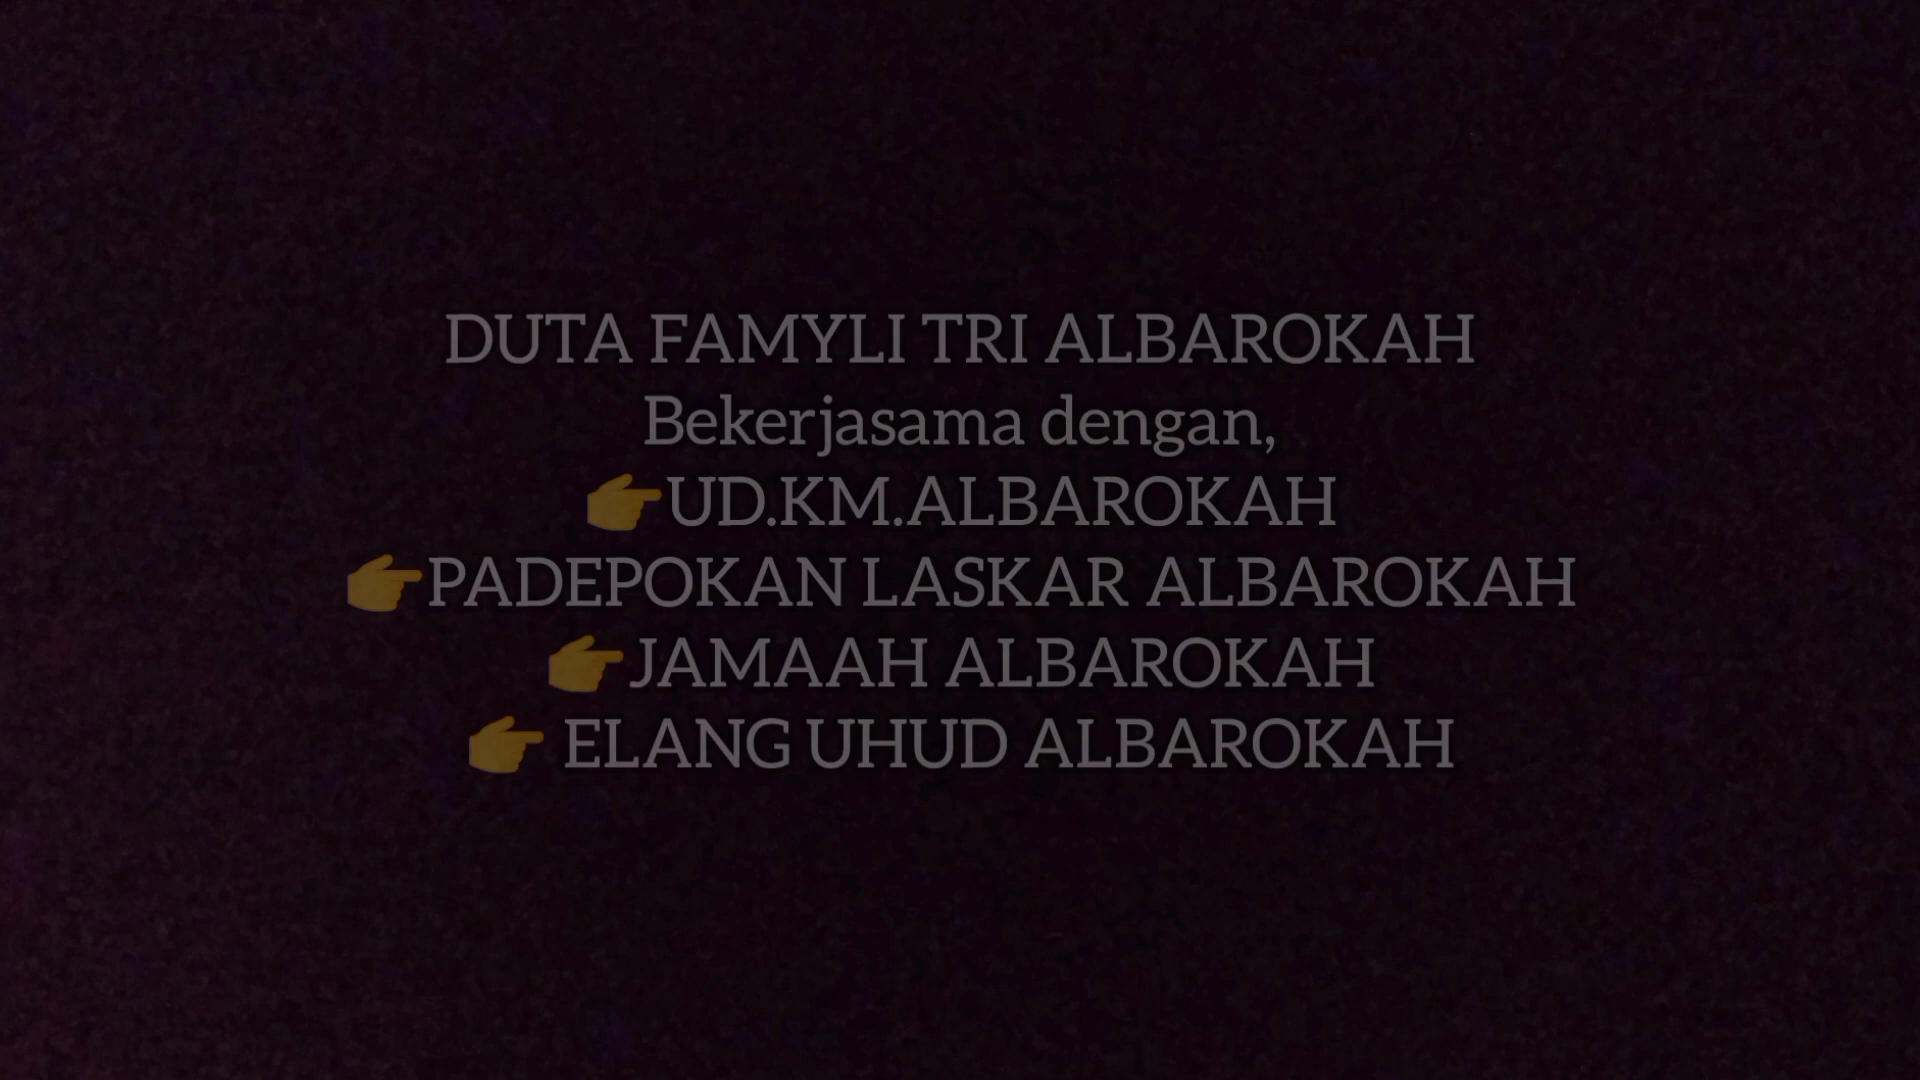 DUTA FAMYLI TRI ALBAROKAH
Bekerjasama dengan,
👉UD.KM.ALBAROKAH
👉PADEPOKAN LASKAR ALBAROKAH
👉JAMAAH ALBAROKAH
👉 ELANG UHUD ALBAROKAH